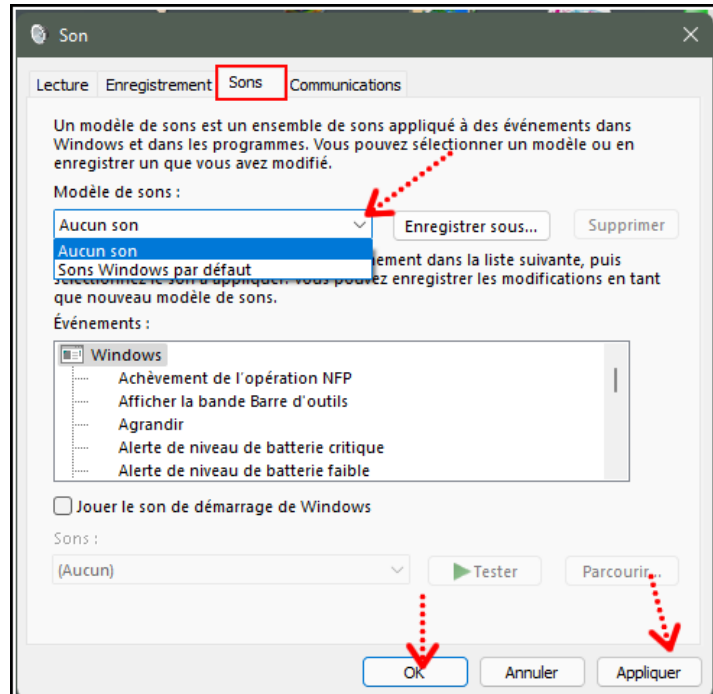 Son
Lecture Enregistrement Sons Communications
Un modèle de sons est un ensemble de sons appliqué à des événements dans
Windows et dans les programmes. Vous pouvez sélectionner un modèle ou en
enregistrer un que vous avez modifié.
Modèle de sons :
Aucun son Enregistrer sous... Supprimer
Aucun son
Sons Windows par défaut
dans la liste suivante, puis
enregistrer les modifications en tant
que nouveau modèle de sons.
Événements :
Windows
Achèvement de l'opération NFP
Afficher la bande Barre d'outils
Agrandir
Alerte de niveau de batterie critique
Alerte de niveau de batterie faible
Jouer le son de démarrage de Windows
Sons :
(Aucun) Tester Parcourir...
OK Annuler Appliquer